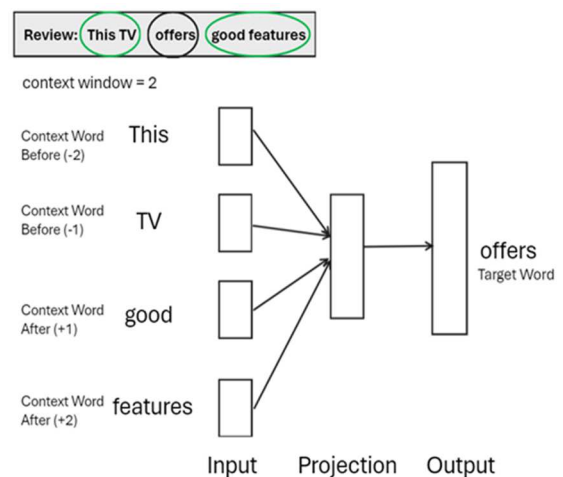 Review: This TV offers good features
context window = 2
Context Word
Before (-2)
This
Context Word
Before (-1)
TV
Context Word
After (+1)
good
Context Word
After (+2)
features
offers
Target Word
Input Projection Output